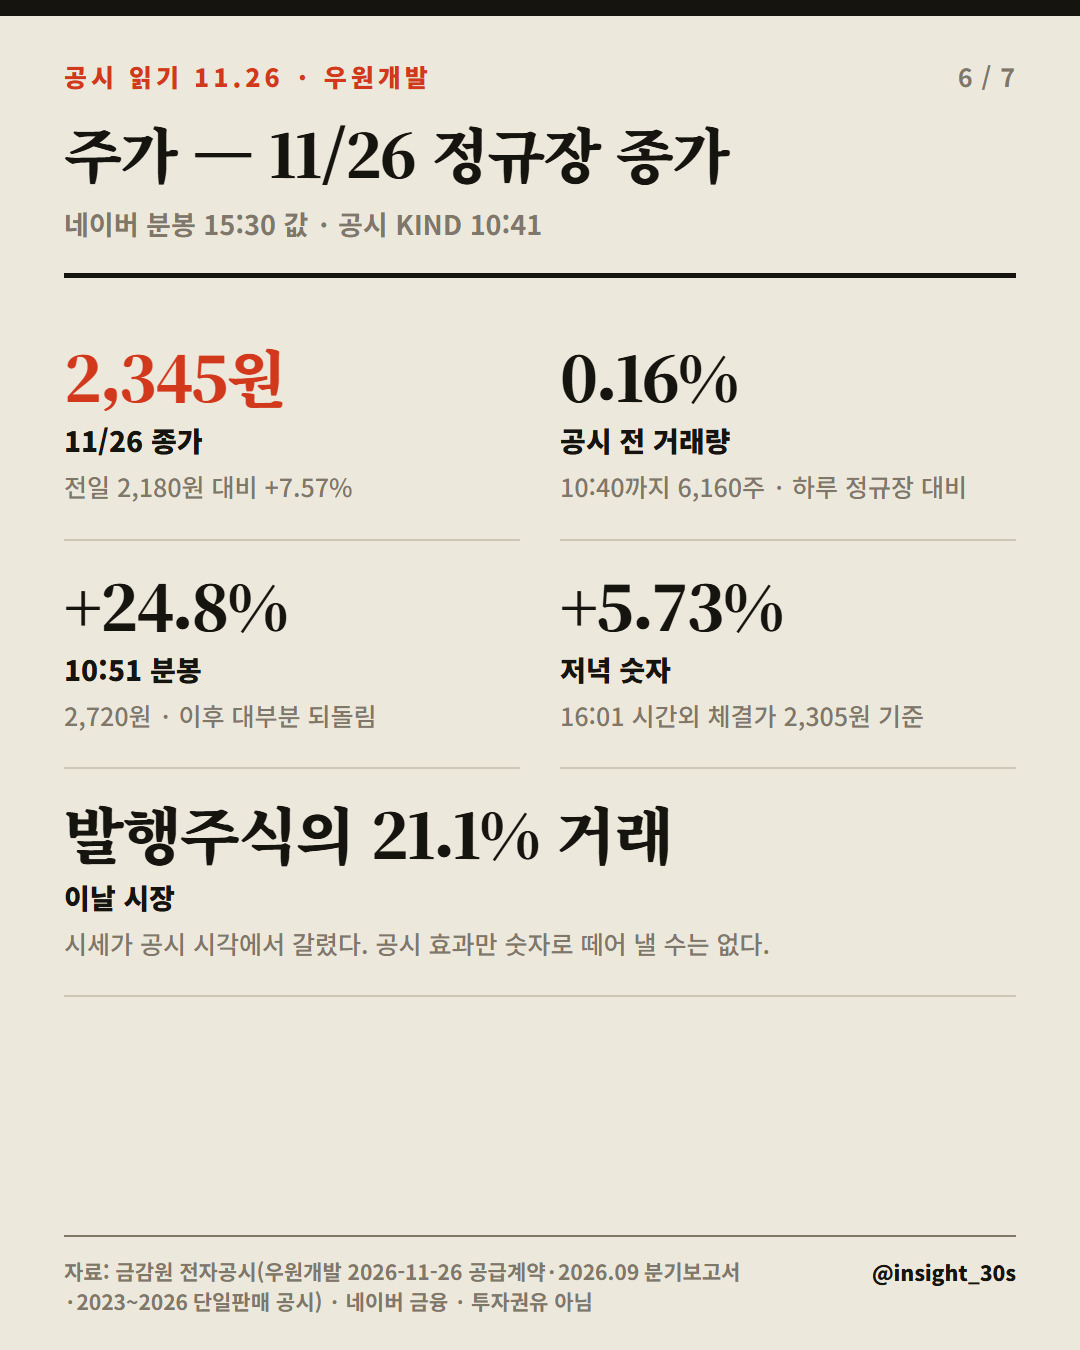 공시 읽기 11.26 · 우원개발
6 / 7
주가 — 11/26 정규장 종가
네이버 분봉 15:30 값 · 공시 KIND 10:41
2,345원
11/26 종가
전일 2,180원 대비 +7.57%
0.16%
공시 전 거래량
10:40까지 6,160주 · 하루 정규장 대비
+24.8%
10:51 분봉
2,720원 · 이후 대부분 되돌림
+5.73%
저녁 숫자
16:01 시간외 체결가 2,305원 기준
발행주식의 21.1% 거래
이날 시장
시세가 공시 시각에서 갈렸다. 공시 효과만 숫자로 떼어 낼 수는 없다.
자료: 금감원 전자공시(우원개발 2026-11-26 공급계약·2026.09 분기보고서
·2023~2026 단일판매 공시) · 네이버 금융 · 투자권유 아님
@insight_30s